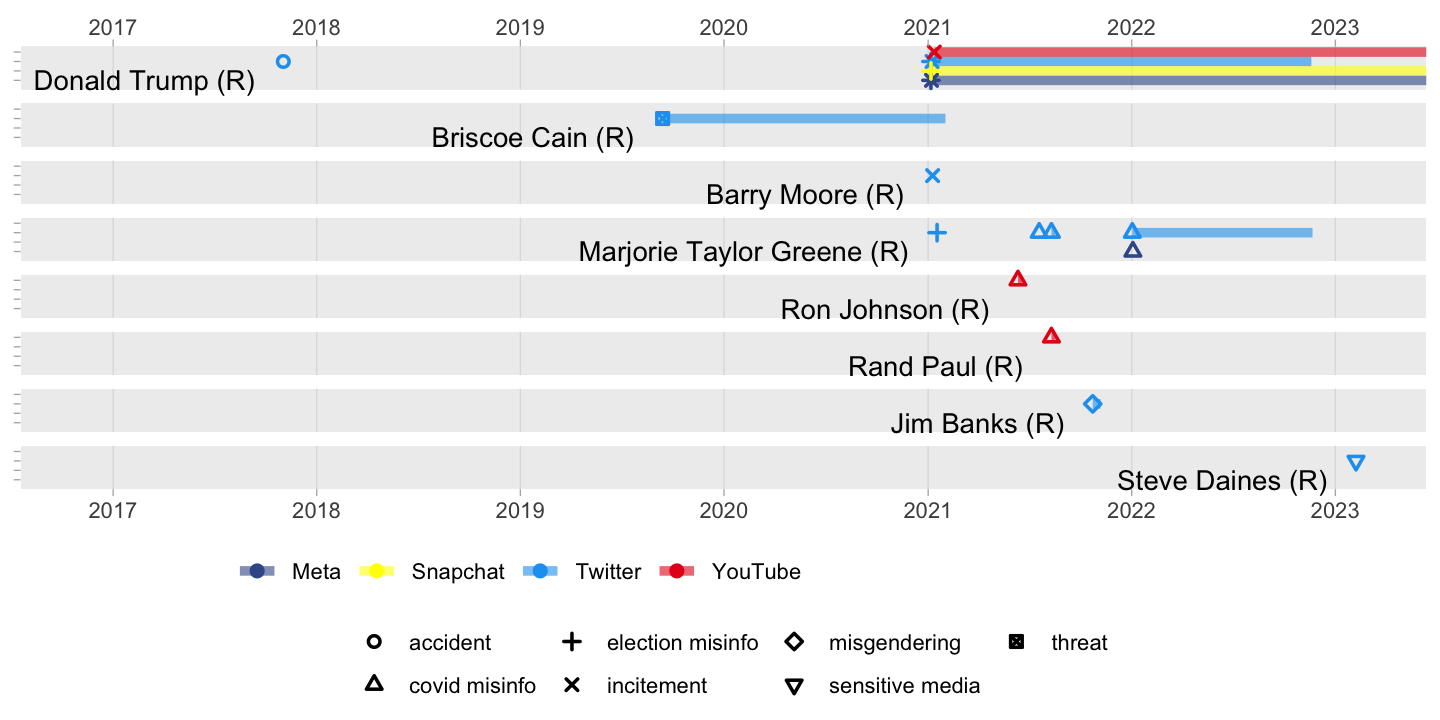 2017 2018 2019 2020 2021 2022 2023
Donald Trump (R)
Briscoe Cain (R)
Barry Moore (R)
Marjorie Taylor Greene (R)
Ron Johnson (R)
Rand Paul (R)
Jim Banks (R)
Steve Daines (R)
2017 2018 2019 2020 2021 2022 2023
Meta Snapchat Twitter YouTube
accident election misinfo misgendering threat
covid misinfo incitement sensitive media